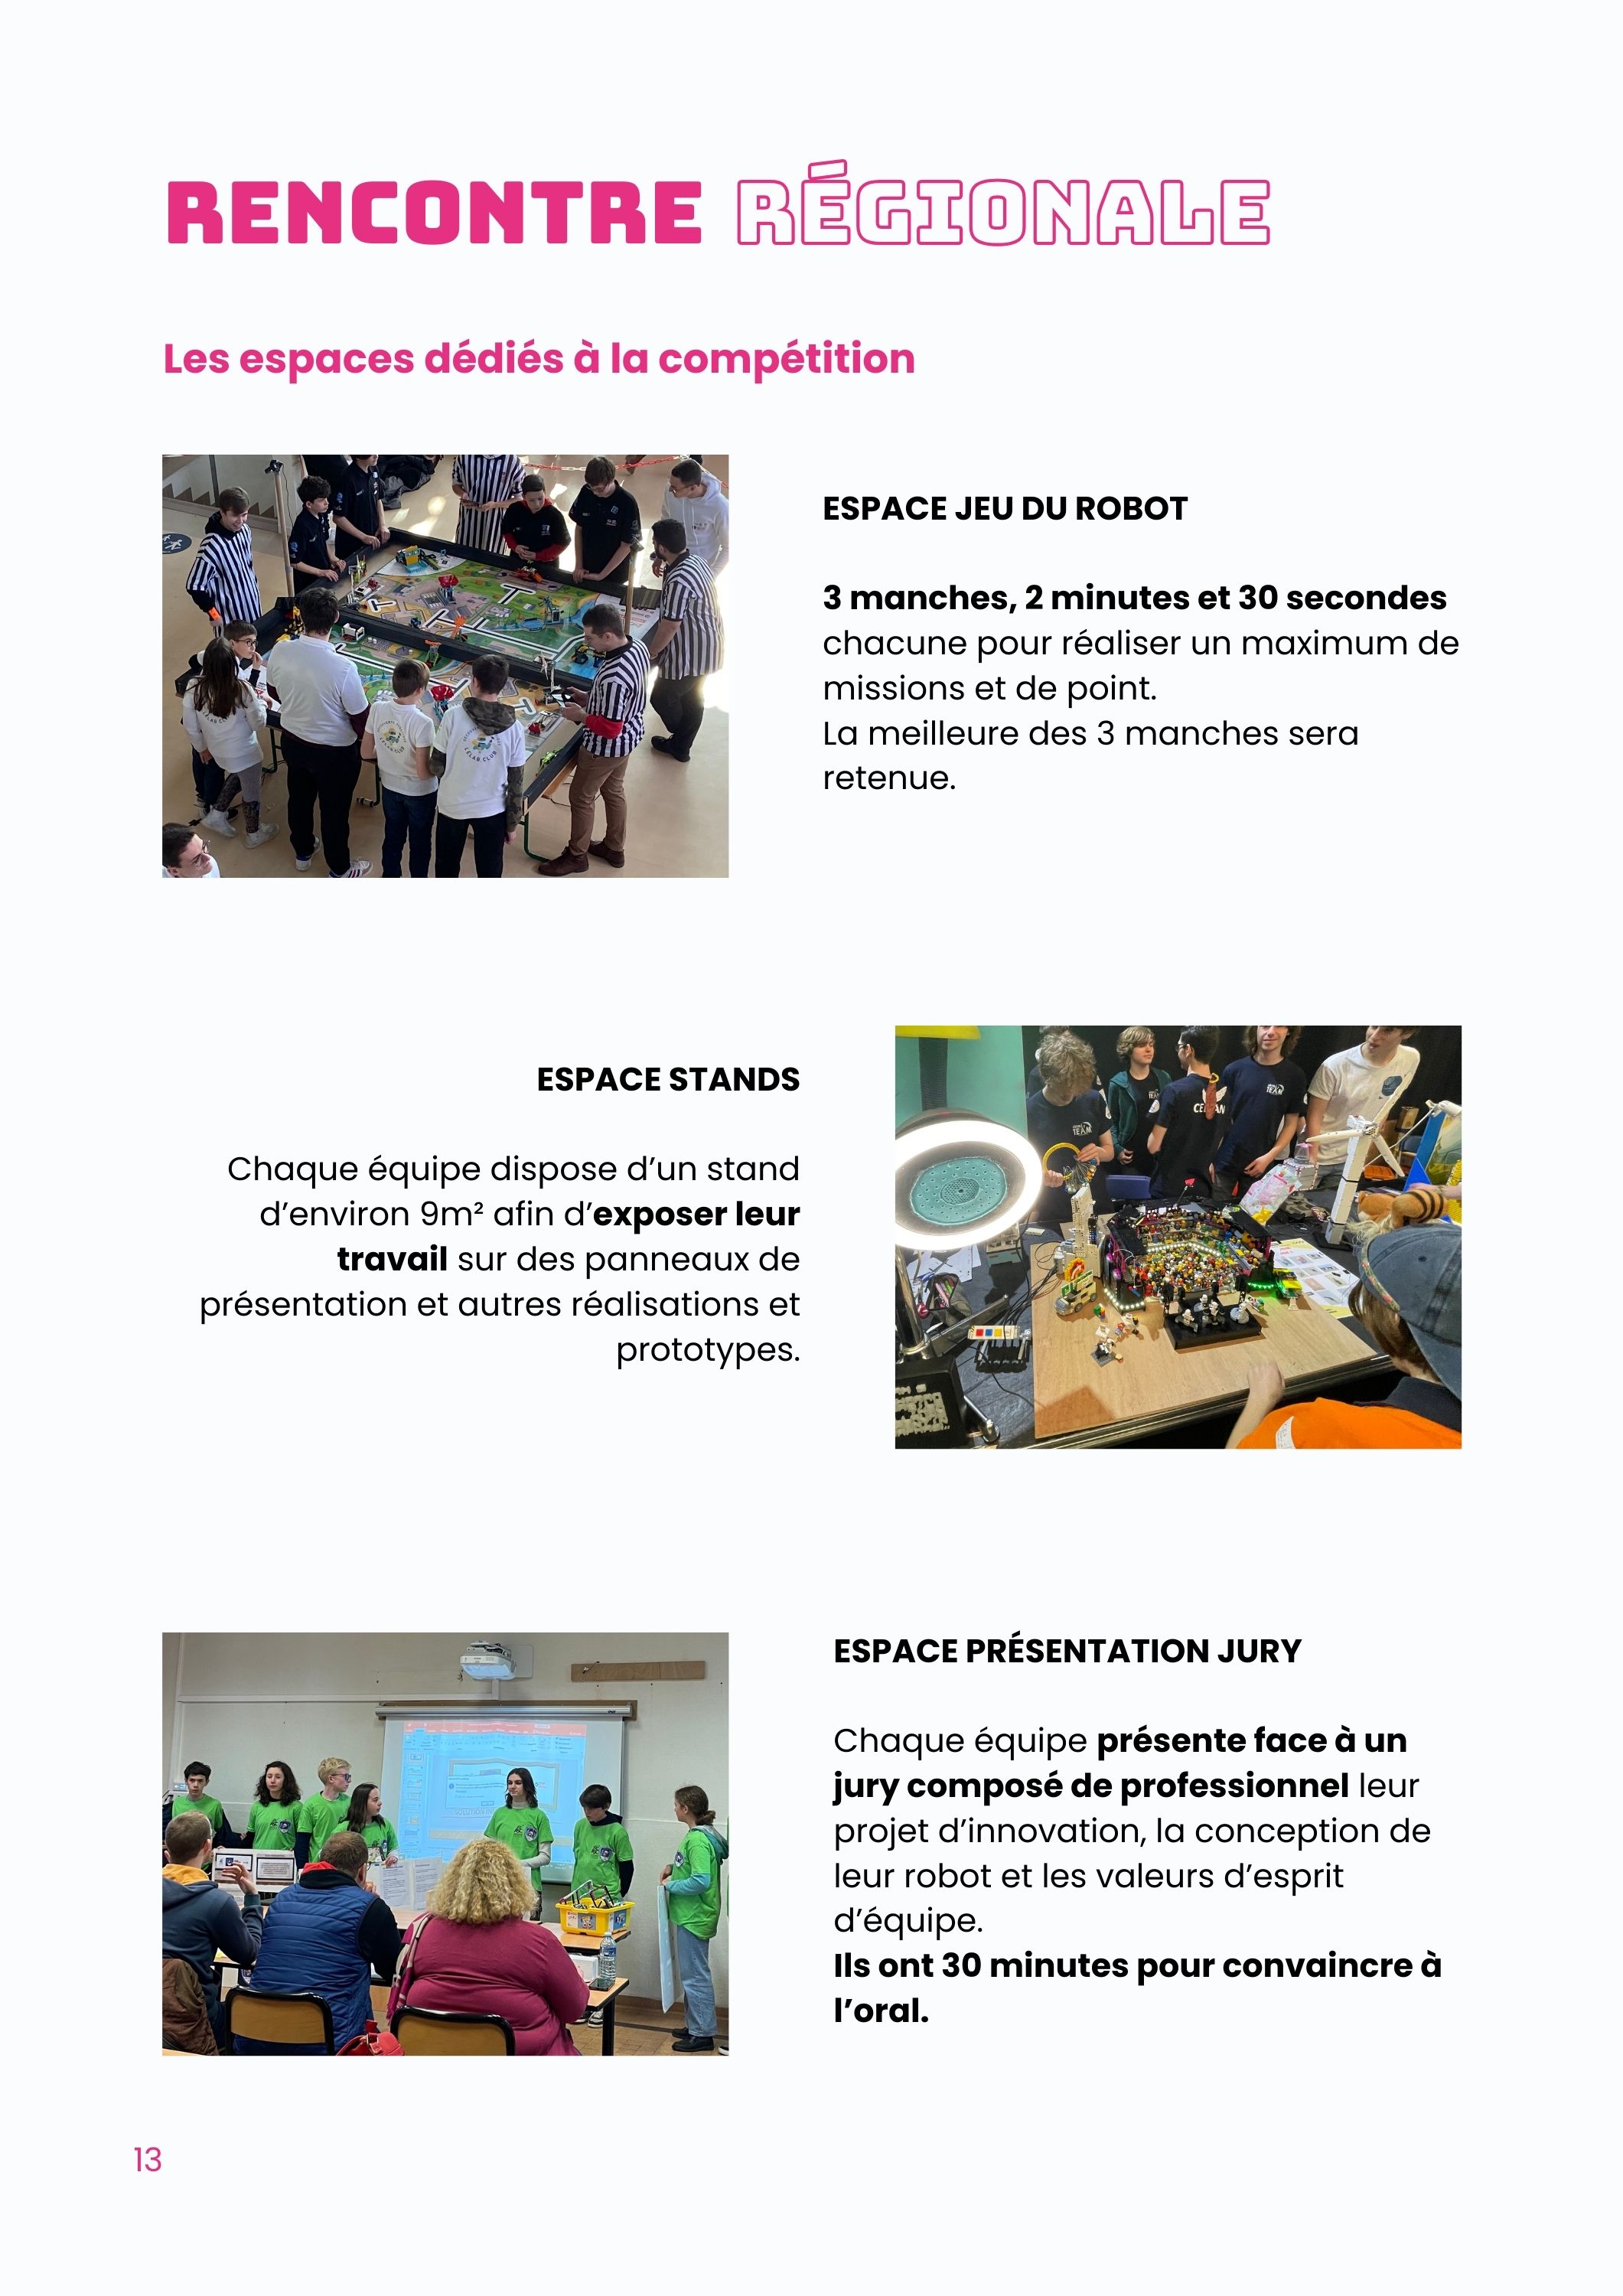 RENCONTRE RÉGIONALE
Les espaces dédiés à la compétition
ESPACE JEU DU ROBOT
3 manches, 2 minutes et 30 secondes
chacune pour réaliser un maximum de
missions et de point.
La meilleure des 3 manches sera
retenue.
ESPACE STANDS
Chaque équipe dispose d’un stand
d’environ 9m² afin d’exposer leur
travail sur des panneaux de
présentation et autres réalisations et
prototypes.
ESPACE PRÉSENTATION JURY
Chaque équipe présente face à un
jury composé de professionnel leur
projet d’innovation, la conception de
leur robot et les valeurs d’esprit
d’équipe.
Ils ont 30 minutes pour convaincre à
l’oral.
13